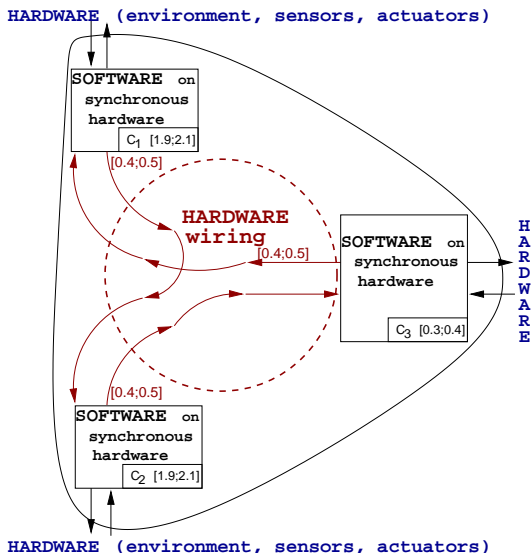 HARDWARE (environment, sensors, actuators)
SOFTWARE on
synchronous
hardware
C1 [1.9;2.1]
[0.4;0.5]
HARDWARE
wiring
[0.4;0.5]
SOFTWARE on
synchronous
hardware
C3 [0.3;0.4]
HARDWARE
[0.4;0.5]
SOFTWARE on
synchronous
hardware
C2 [1.9;2.1]
HARDWARE (environment, sensors, actuators)